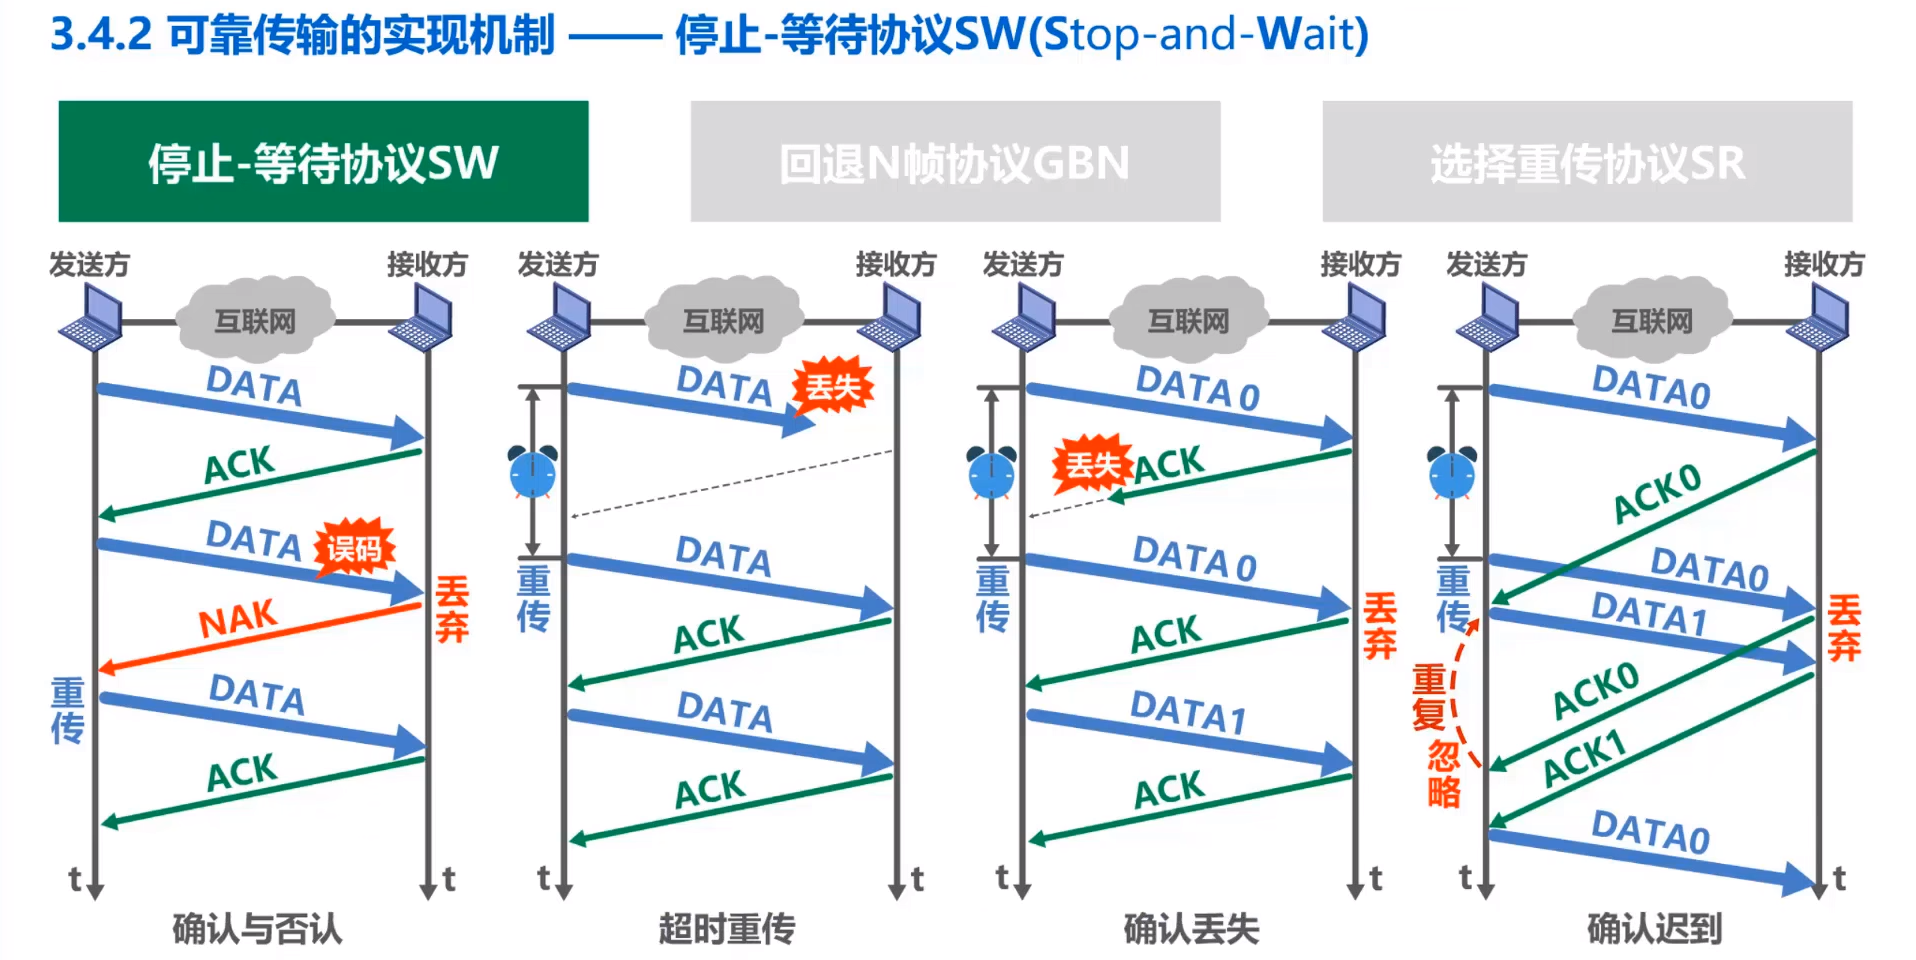 3.4.2 可靠传输的实现机制 —— 停止-等待协议SW(Stop-and-Wait)
停止-等待协议SW
回退N帧协议GBN
选择重传协议SR
发送方
互联网
接收方
DATA
ACK
DATA
误码
丢弃
NAK
重传
DATA
ACK
t
t
确认与否认
发送方
互联网
接收方
DATA
丢失
重传
DATA
ACK
DATA
ACK
t
t
超时重传
发送方
互联网
接收方
DATA 0
丢失
ACK
重传
DATA 0
丢弃
ACK
DATA1
ACK
t
t
确认丢失
发送方
互联网
接收方
DATA0
ACK0
重传
DATA0
DATA1
丢弃
重复
忽略
ACK0
ACK1
DATA0
t
t
确认迟到